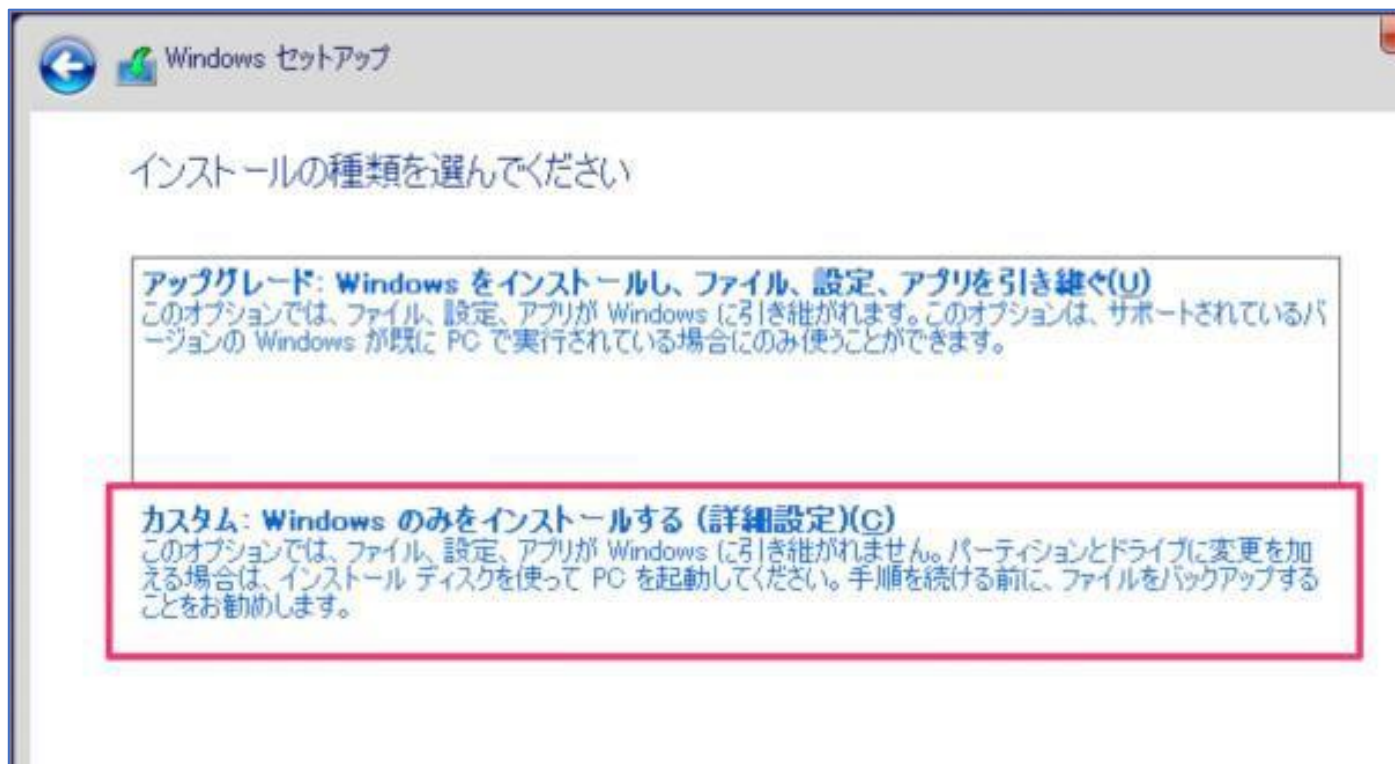 Windows セットアップ
インストールの種類を選んでください
アップグレード: Windows をインストールし、ファイル、設定、アプリを引き継ぐ(U)
このオプションでは、ファイル、設定、アプリが Windows に引き継がれます。このオプションは、サポートされているバ
ージョンの Windows が既に PC で実行されている場合にのみ使うことができます。
カスタム: Windows のみをインストールする (詳細設定)(C)
このオプションでは、ファイル、設定、アプリが Windows に引き継がれません。パーティションとドライブに変更を加
える場合は、インストール ディスクを使って PC を起動してください。手順を続ける前に、ファイルをバックアップする
ことをお勧めします。